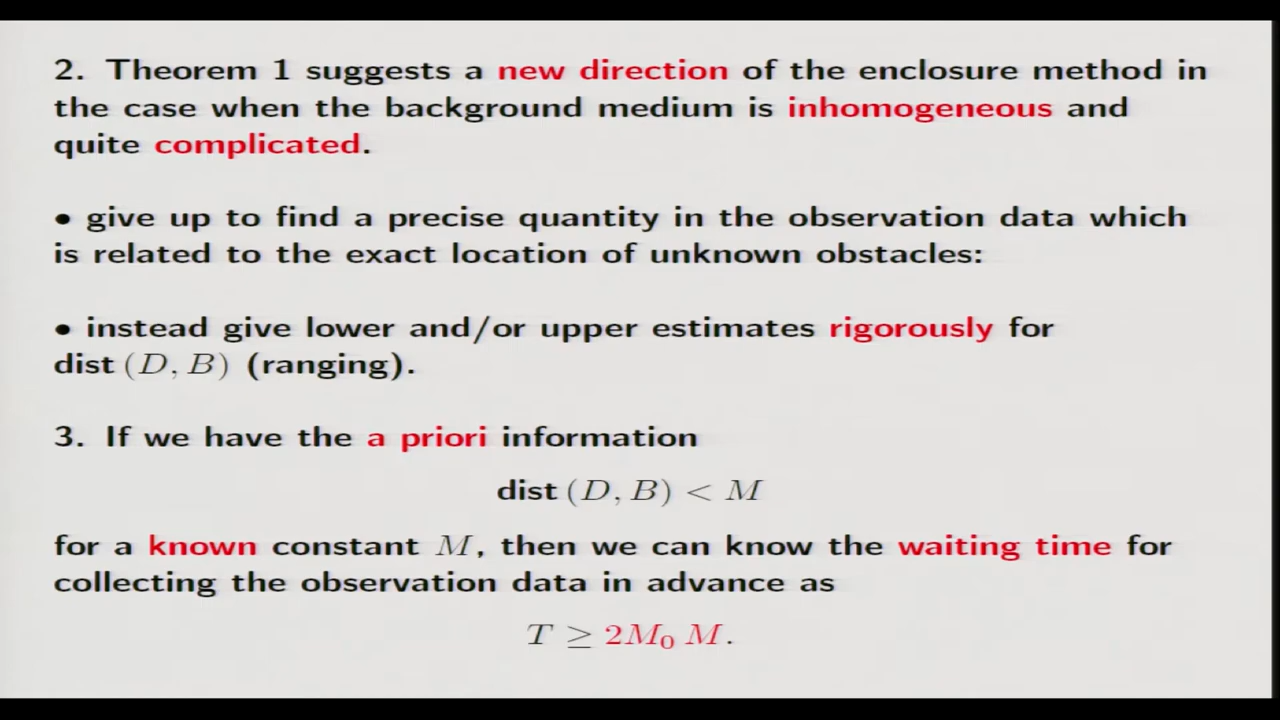 2. Theorem 1 suggests a new direction of the enclosure method in
the case when the background medium is inhomogeneous and
quite complicated.
• give up to find a precise quantity in the observation data which
is related to the exact location of unknown obstacles:
• instead give lower and/or upper estimates rigorously for
dist (D, B) (ranging).
3. If we have the a priori information
dist (D, B) < M
for a known constant M, then we can know the waiting time for
collecting the observation data in advance as
T ≥ 2M₀ M.